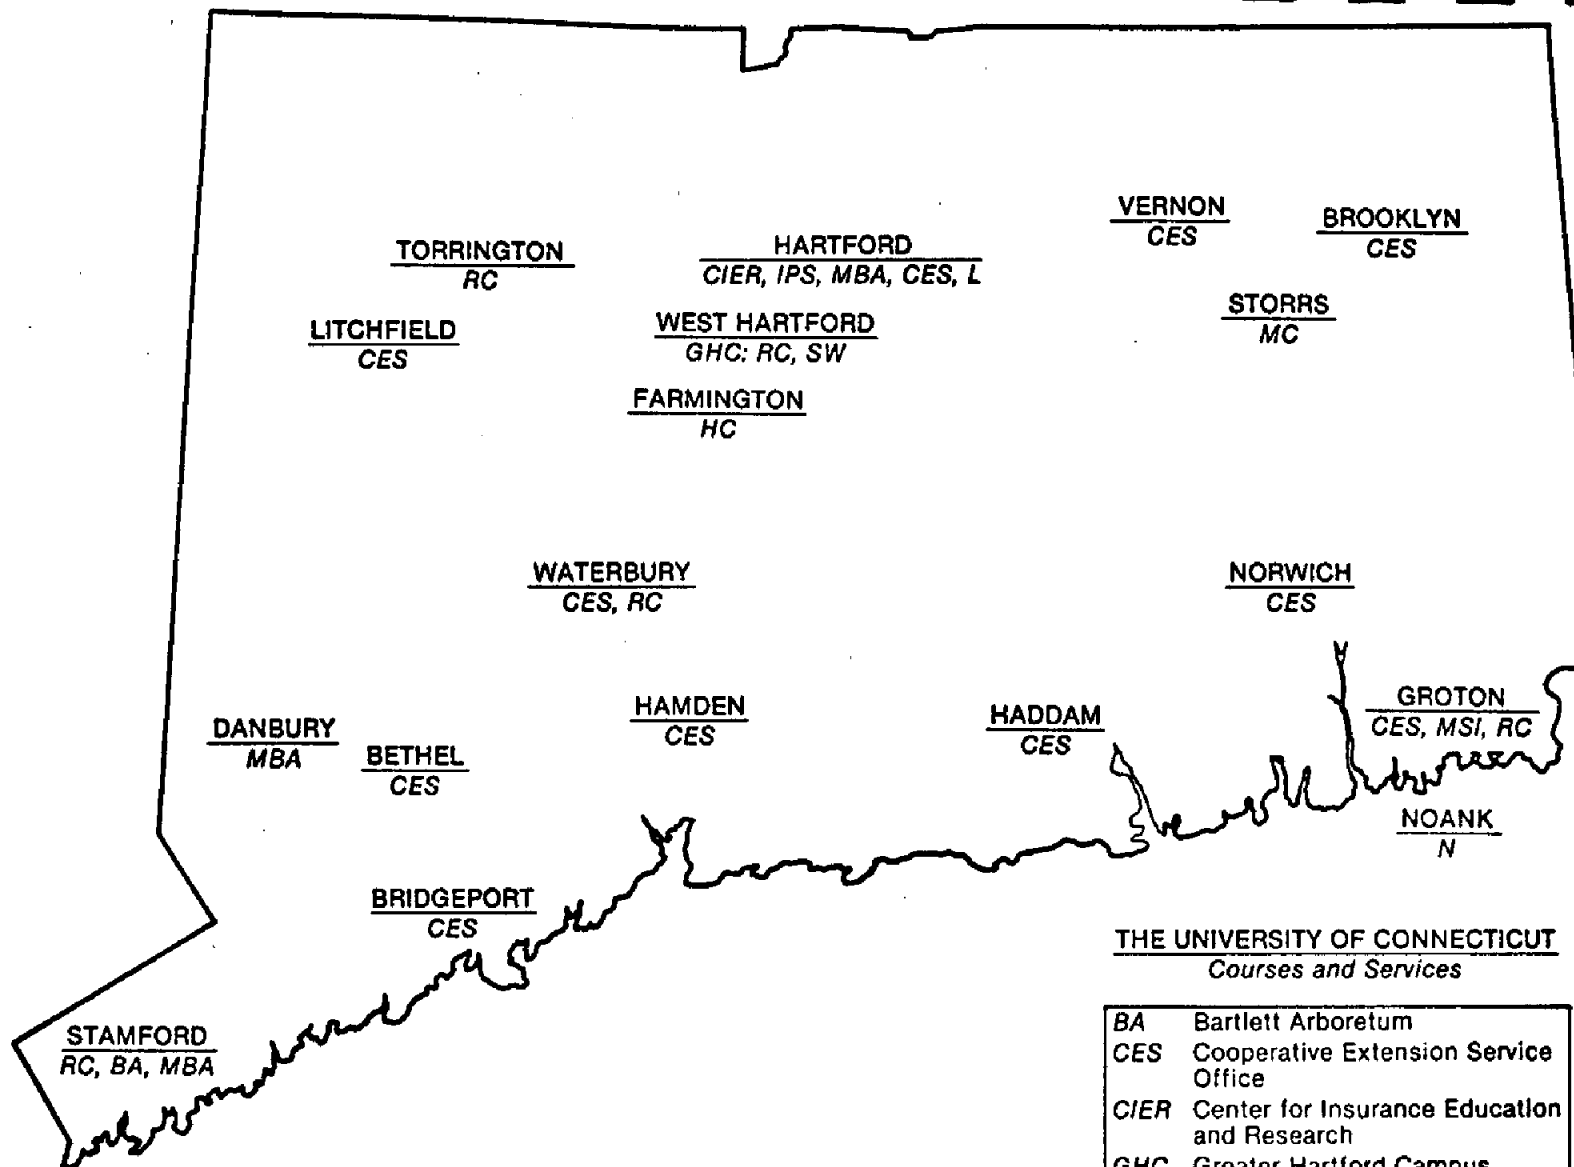 VERNON
CES
BROOKLYN
CES
TORRINGTON
RC
HARTFORD
CIER, IPS, MBA, CES, L
STORRS
MC
LITCHFIELD
CES
WEST HARTFORD
GHC: RC, SW
FARMINGTON
HC
WATERBURY
CES, RC
NORWICH
CES
DANBURY
MBA
BETHEL
CES
HAMDEN
CES
HADDAM
CES
GROTON
CES, MSI, RC
NOANK
N
BRIDGEPORT
CES
STAMFORD
RC, BA, MBA
THE UNIVERSITY OF CONNECTICUT
Courses and Services
BA Bartlett Arboretum
CES Cooperative Extension Service
Office
CIER Center for Insurance Education
and Research
GHC Greater Hartford Campus